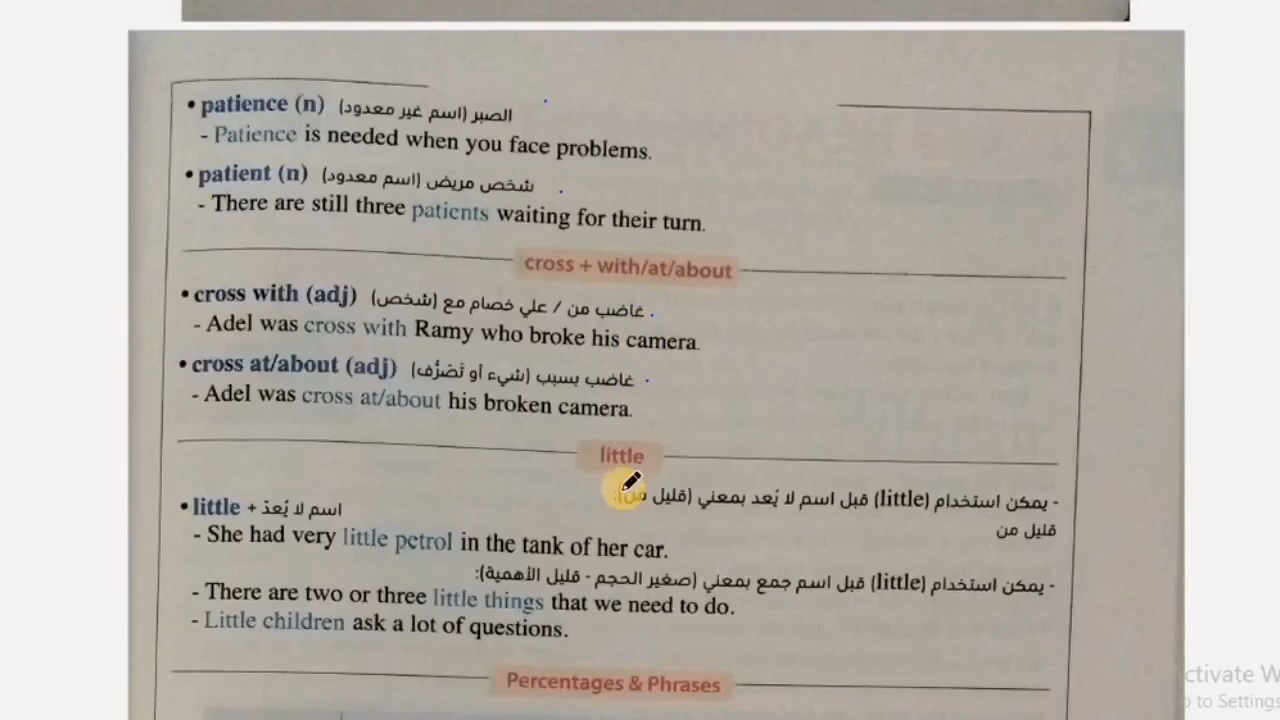 • patience (n) الصبر (اسم غير معدود)
- Patience is needed when you face problems.
• patient (n) شخص مريض (اسم معدود)
- There are still three patients waiting for their turn.
cross + with/at/about
• cross with (adj) غاضب من / علي خصام مع (شخص)
- Adel was cross with Ramy who broke his camera.
• cross at/about (adj) غاضب بسبب (شيء أو تَصَرُّف)
- Adel was cross at/about his broken camera.
little
- يمكن استخدام (little) قبل اسم لا يُعد بمعني (قليل من):
قليل من
• little + اسم لا يُعدّ
- She had very little petrol in the tank of her car.
- يمكن استخدام (little) قبل اسم جمع بمعني (صغير الحجم - قليل الأهمية):
- There are two or three little things that we need to do.
- Little children ask a lot of questions.
Percentages & Phrases
ctivate W
to Settings